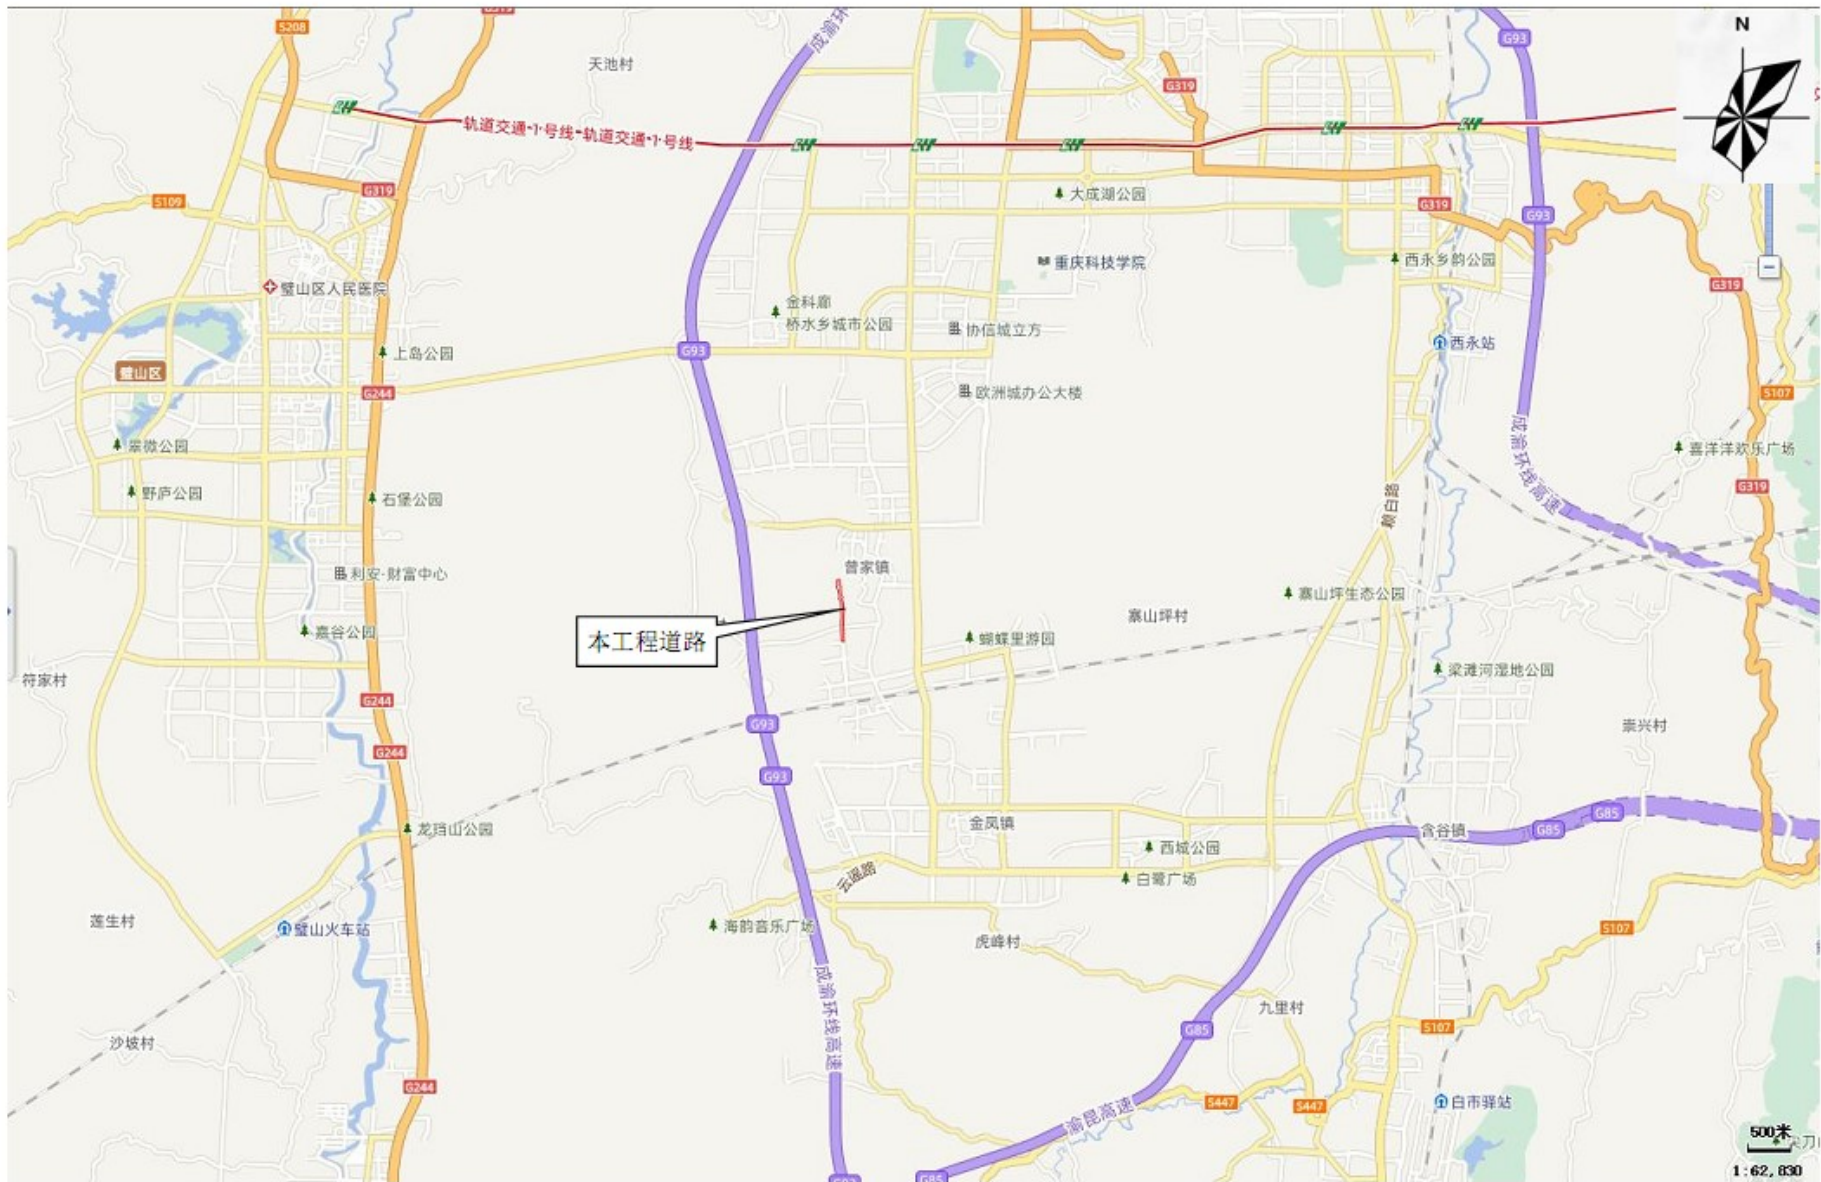 S208
成渝环
G93
N
天池村
G319
轨道交通1号线-轨道交通1号线
S109
G319
大成湖公园
G319
G93
重庆科技学院
西永乡韵公园
璧山区人民医院
G319
金科廊
桥水乡城市公园
协信城立方
西永站
上岛公园
G93
璧山区
G244
欧洲城办公大楼
S107
成渝环线高速
翠微公园
喜洋洋欢乐广场
野庐公园
石堡公园
赖白路
G319
曾家镇
利安·财富中心
寨山坪生态公园
寨山坪村
嘉谷公园
本工程道路
蝴蝶里游园
符家村
梁滩河湿地公园
G244
G93
崇兴村
G244
G93
G85
金凤镇
龙珰山公园
含谷镇
G85
西城公园
云谣路
白鹭广场
莲生村
璧山火车站
海韵音乐广场
虎峰村
S107
成渝环线高速
九里村
沙坡村
G85
S107
G244
S447
S447
白市驿站
渝昆高速
500米
尖刀
1:62,830
G85